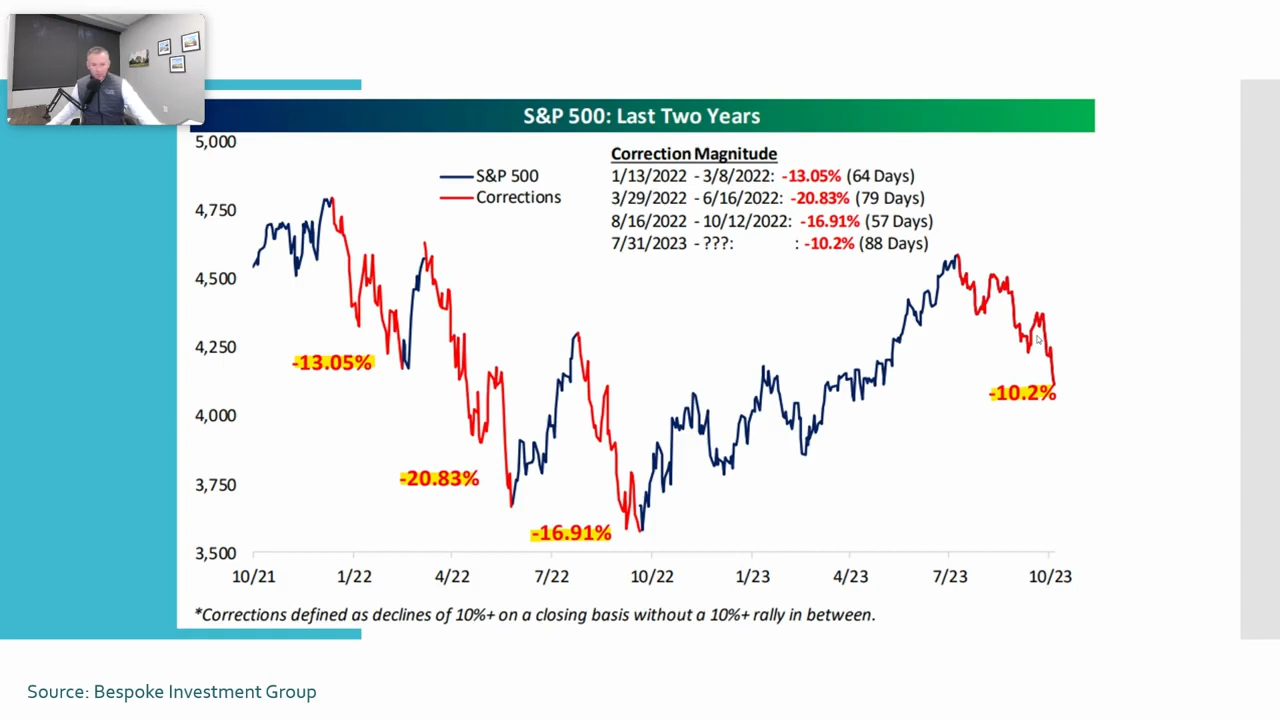 S&P 500: Last Two Years
5,000
4,750
4,500
4,250
4,000
3,750
3,500
S&P 500
Corrections
Correction Magnitude
1/13/2022 - 3/8/2022: -13.05% (64 Days)
3/29/2022 - 6/16/2022: -20.83% (79 Days)
8/16/2022 - 10/12/2022: -16.91% (57 Days)
7/31/2023 - ???: : -10.2% (88 Days)
-13.05%
-20.83%
-16.91%
-10.2%
10/21 1/22 4/22 7/22 10/22 1/23 4/23 7/23 10/23
*Corrections defined as declines of 10%+ on a closing basis without a 10%+ rally in between.
Source: Bespoke Investment Group